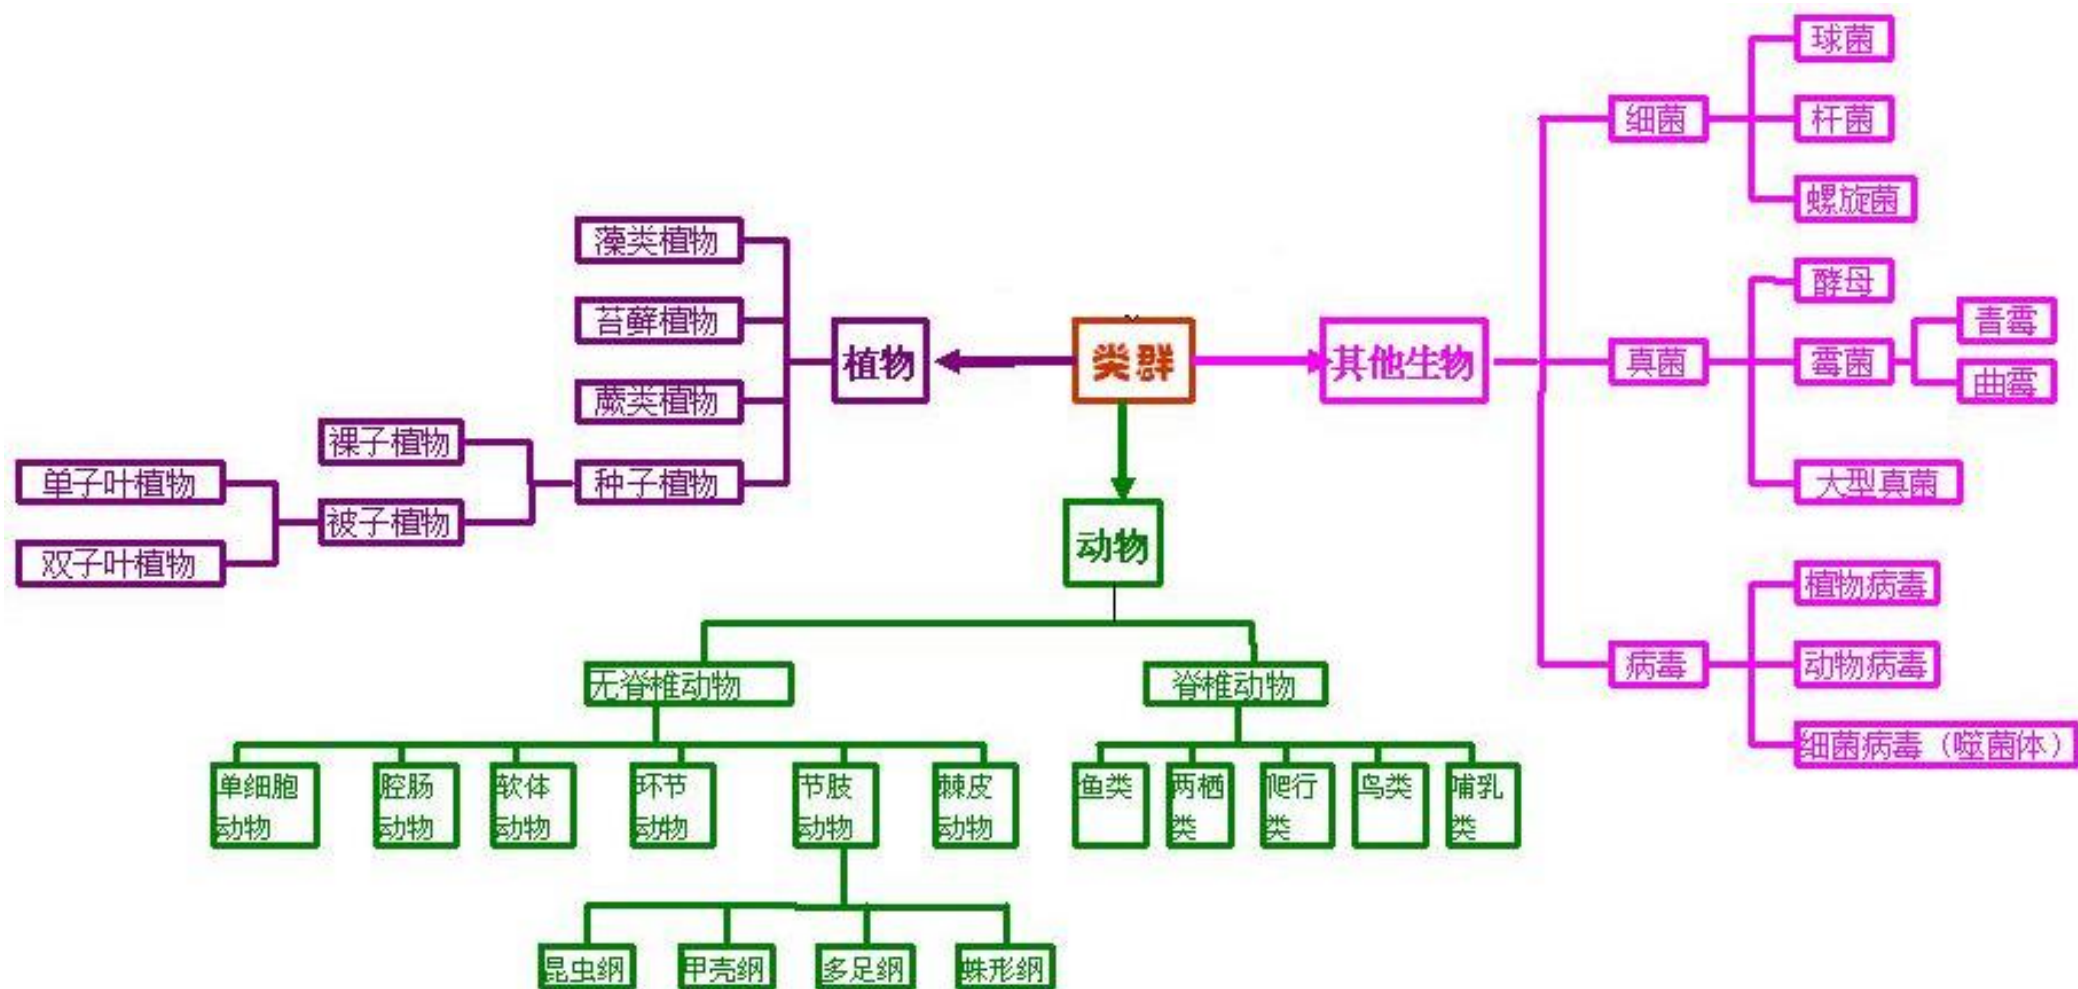 球菌
细菌
杆菌
螺旋菌
藻类植物
酵母
苔藓植物
植物
类群
其他生物
真菌
霉菌
青霉
曲霉
蕨类植物
裸子植物
单子叶植物
种子植物
大型真菌
被子植物
双子叶植物
动物
植物病毒
无脊椎动物
脊椎动物
病毒
动物病毒
细菌病毒（噬菌体）
单细胞
动物
腔肠
动物
软体
动物
环节
动物
节肢
动物
棘皮
动物
鱼类
两栖
类
爬行
类
鸟类
哺乳
类
昆虫纲
甲壳纲
多足纲
蛛形纲